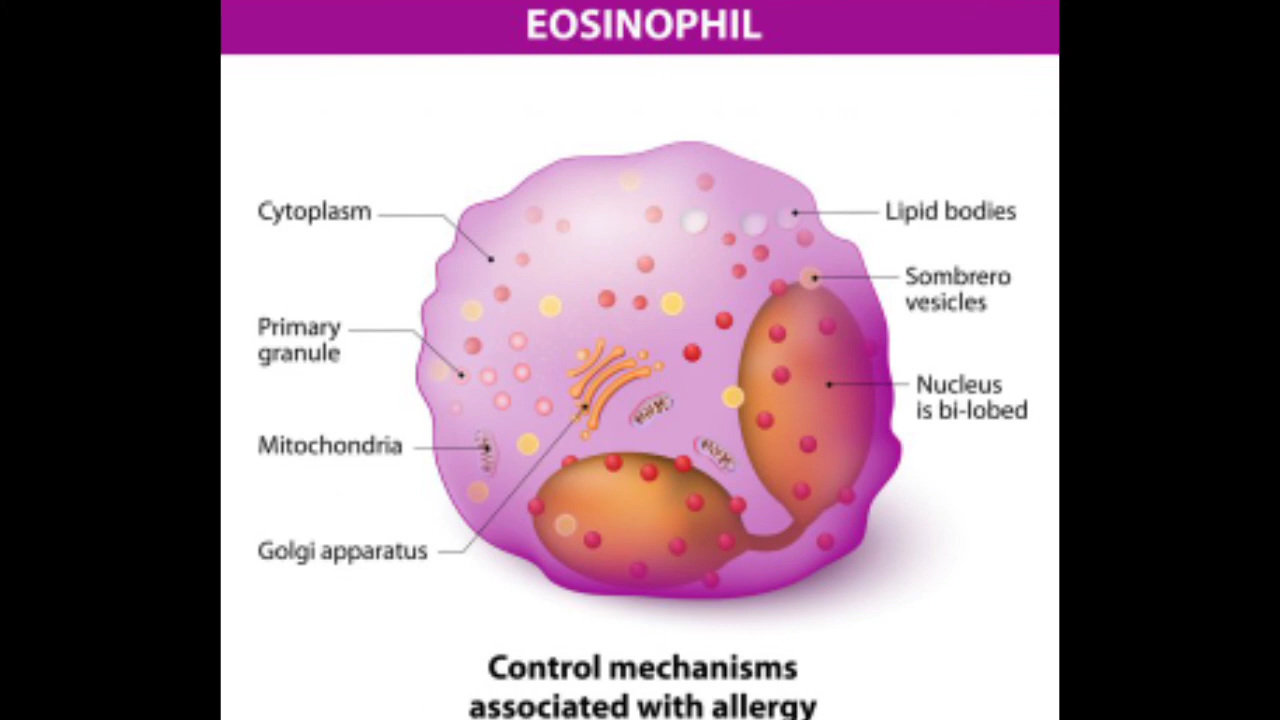 EOSINOPHIL
Cytoplasm
Lipid bodies
Sombrero
vesicles
Primary
granule
Nucleus
is bi-lobed
Mitochondria
Golgi apparatus
Control mechanisms
associated with allergy